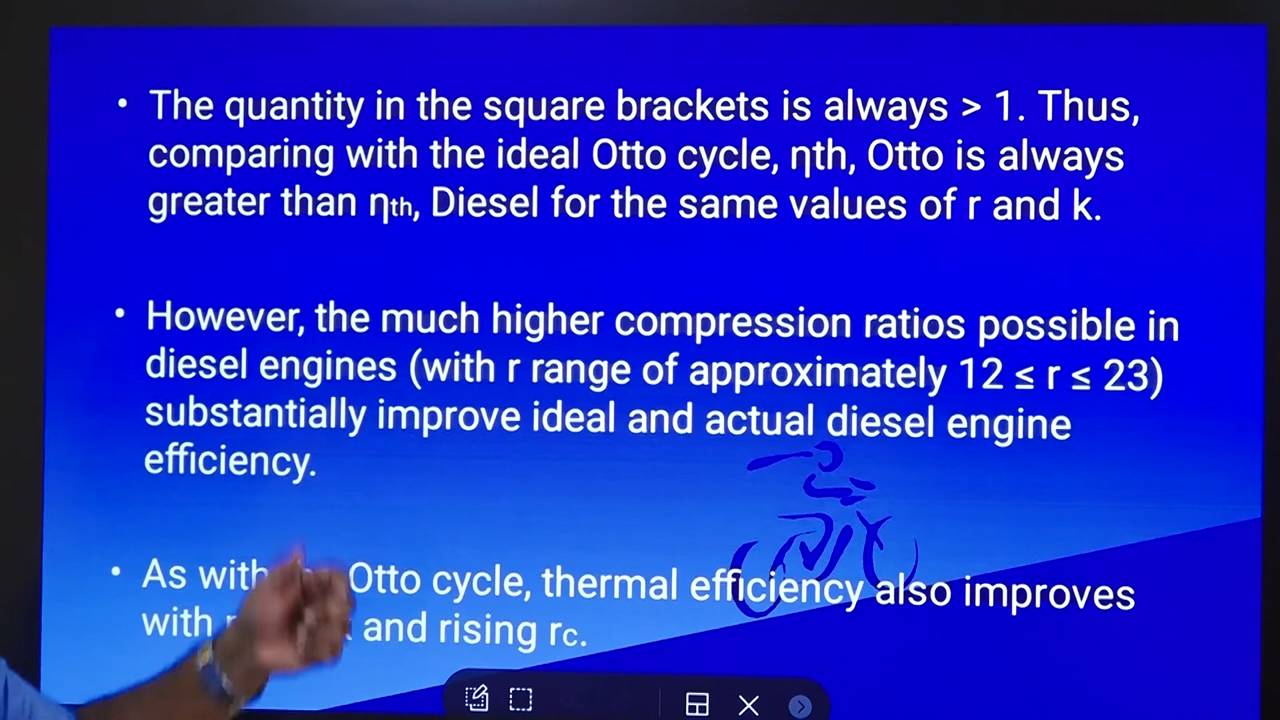 • The quantity in the square brackets is always > 1. Thus,
comparing with the ideal Otto cycle, ηth, Otto is always
greater than ηth, Diesel for the same values of r and k.
• However, the much higher compression ratios possible in
diesel engines (with r range of approximately 12 ≤ r ≤ 23)
substantially improve ideal and actual diesel engine
efficiency.
• As with Otto cycle, thermal efficiency also improves
with and rising rc.